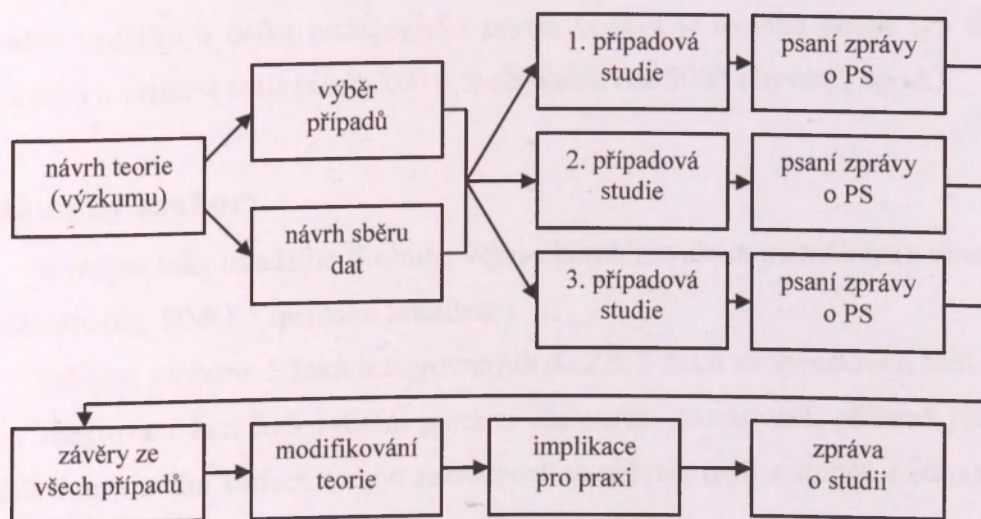 návrh teorie
(výzkumu)
výběr
případů
návrh sběru
dat
1. případová
studie
psaní zprávy
o PS
2. případová
studie
psaní zprávy
o PS
3. případová
studie
psaní zprávy
o PS
závěry ze
všech případů
modifikování
teorie
implikace
pro praxi
zpráva
o studii